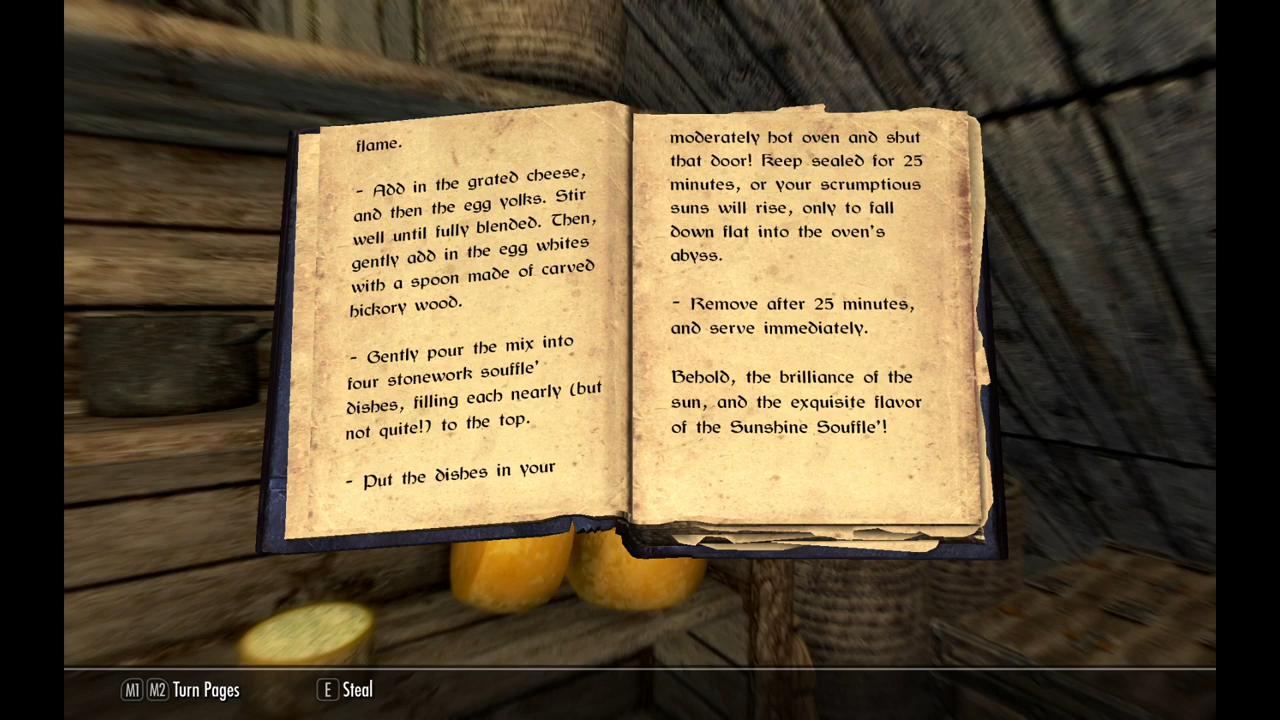 flame.
- Add in the grated cheese,
and then the egg yolks. Stir
well until fully blended. Then,
gently add in the egg whites
with a spoon made of carved
hickory wood.
- Gently pour the mix into
four stonework souffle'
dishes, filling each nearly (but
not quite!) to the top.
- Put the dishes in your
moderately hot oven and shut
that door! Keep sealed for 25
minutes, or your scrumptious
suns will rise, only to fall
down flat into the oven's
abyss.
- Remove after 25 minutes,
and serve immediately.
Behold, the brilliance of the
sun, and the exquisite flavor
of the Sunshine Souffle'!
M1 M2 Turn Pages
E Steal